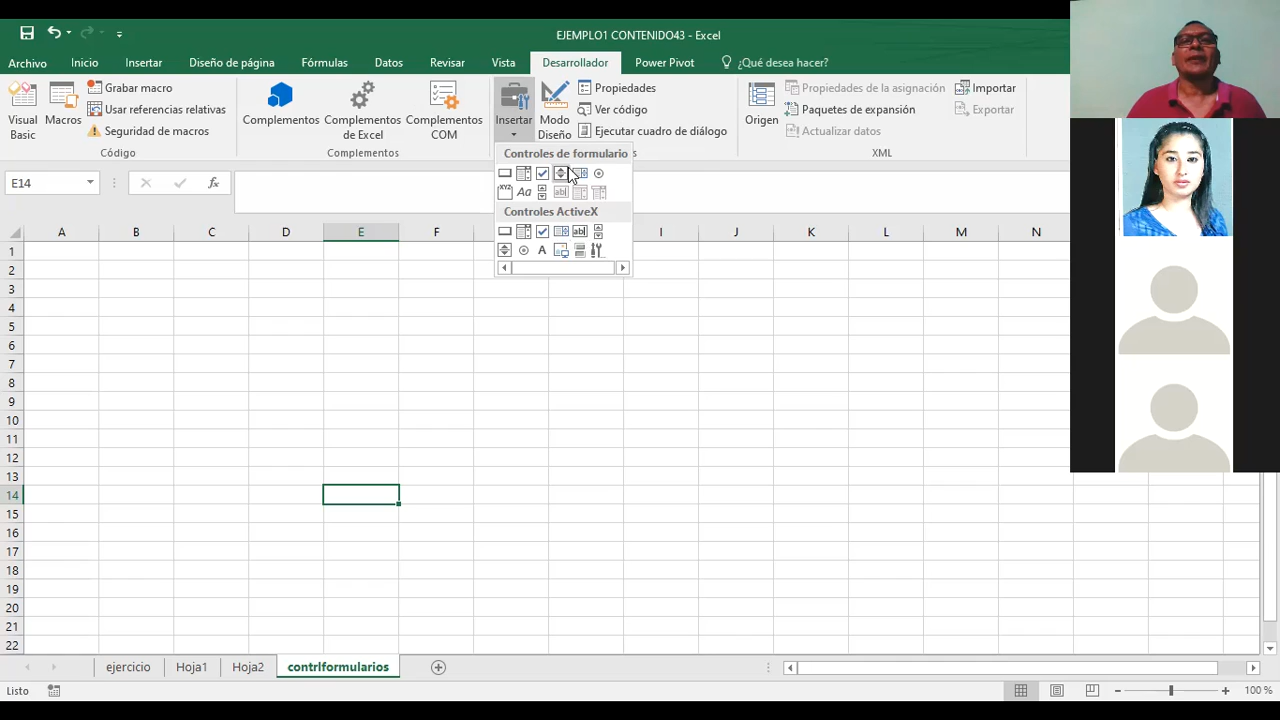 EJEMPLO1 CONTENIDO43 - Excel
Archivo Inicio Insertar Diseño de página Fórmulas Datos Revisar Vista Desarrollador Power Pivot ¿Qué desea hacer?
Visual Basic
Macros
Grabar macro
Usar referencias relativas
Seguridad de macros
Código
Complementos
Complementos de Excel
Complementos COM
Complementos
Insertar
Modo Diseño
Propiedades
Ver código
Ejecutar cuadro de diálogo
Origen
Propiedades de la asignación
Paquetes de expansión
Actualizar datos
Importar
Exportar
XML
Controles de formulario
XYZ Aa ab|
Controles ActiveX
ab|
A
E14 fx
A B C D E F I J K L M N
1
2
3
4
5
6
7
8
9
10
11
12
13
14
15
16
17
18
19
20
21
22
ejercicio Hoja1 Hoja2 contrlformularios
Listo 100 %